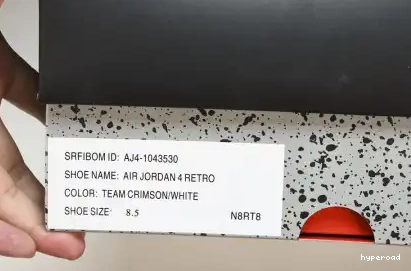 SRFIBOM ID: AJ4-1043530
SHOE NAME: AIR JORDAN 4 RETRO
COLOR: TEAM CRIMSON/WHITE
SHOE SIZE: 8.5 N8RT8
hyperoad